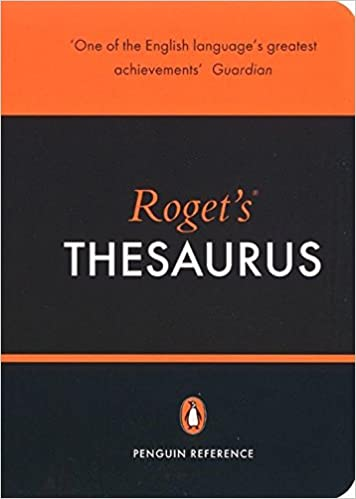 'One of the English language's greatest
achievements' Guardian
Roget's®
THESAURUS
PENGUIN REFERENCE